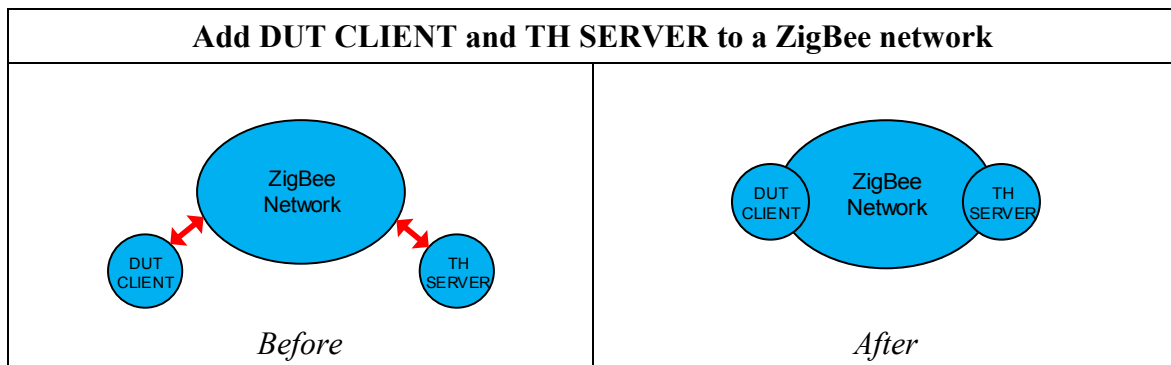 Add DUT CLIENT and TH SERVER to a ZigBee network
ZigBee
Network
DUT
CLIENT
TH
SERVER
Before
ZigBee
Network
DUT
CLIENT
TH
SERVER
After